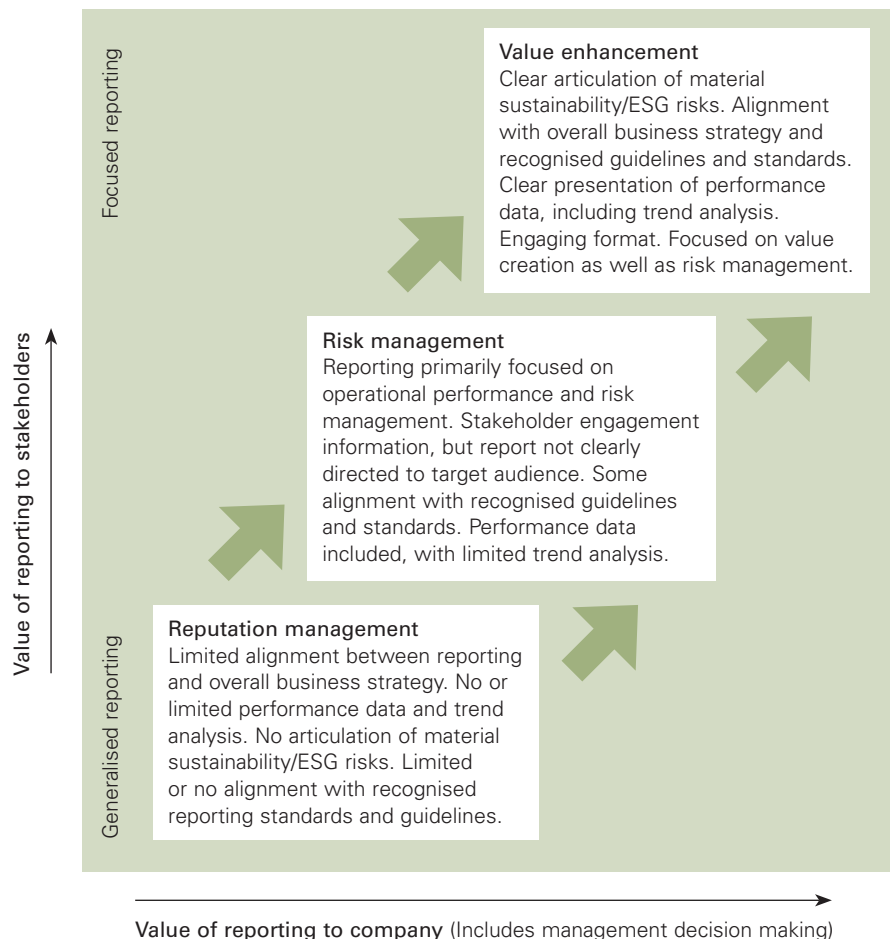 Focused reporting
Value enhancement
Clear articulation of material
sustainability/ESG risks. Alignment
with overall business strategy and
recognised guidelines and standards.
Clear presentation of performance
data, including trend analysis.
Engaging format. Focused on value
creation as well as risk management.
Value of reporting to stakeholders
Risk management
Reporting primarily focused on
operational performance and risk
management. Stakeholder engagement
information, but report not clearly
directed to target audience. Some
alignment with recognised guidelines
and standards. Performance data
included, with limited trend analysis.
Generalised reporting
Reputation management
Limited alignment between reporting
and overall business strategy. No or
limited performance data and trend
analysis. No articulation of material
sustainability/ESG risks. Limited
or no alignment with recognised
reporting standards and guidelines.
Value of reporting to company (Includes management decision making)